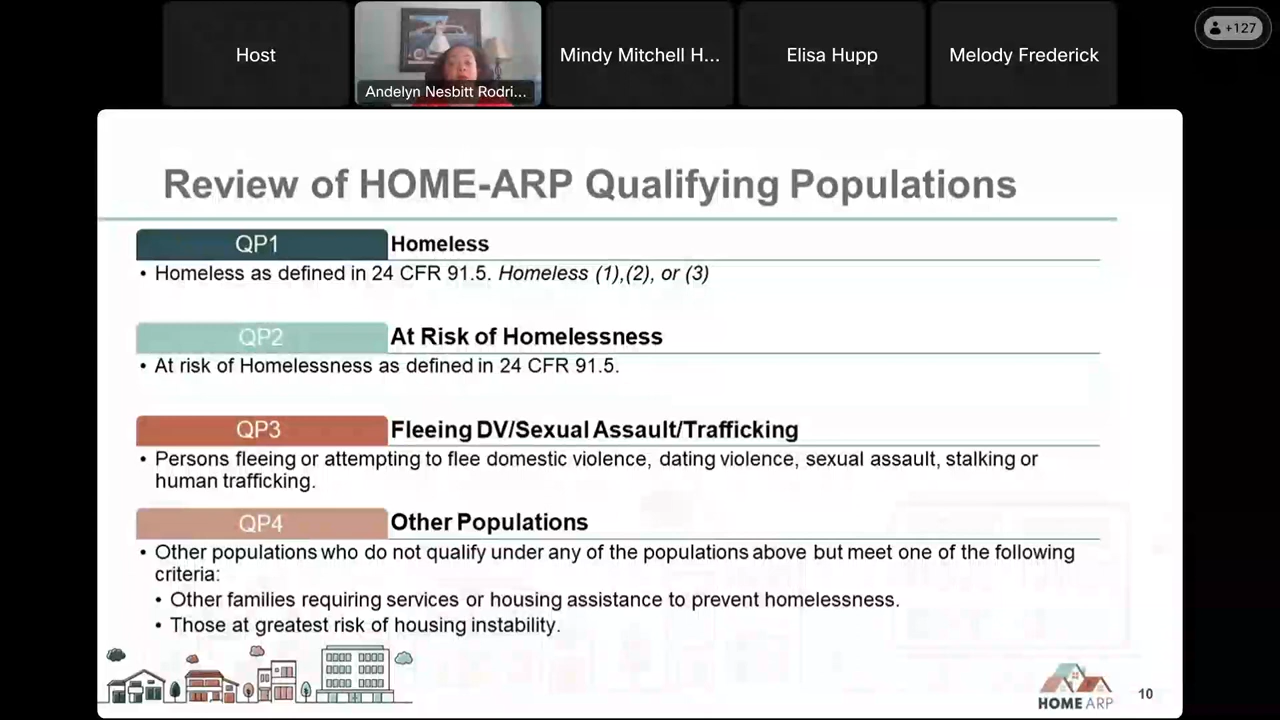 Host
Andelyn Nesbitt Rodri...
Mindy Mitchell H...
Elisa Hupp
Melody Frederick
+127
Review of HOME-ARP Qualifying Populations
QP1 Homeless
• Homeless as defined in 24 CFR 91.5. Homeless (1),(2), or (3)
QP2 At Risk of Homelessness
• At risk of Homelessness as defined in 24 CFR 91.5.
QP3 Fleeing DV/Sexual Assault/Trafficking
• Persons fleeing or attempting to flee domestic violence, dating violence, sexual assault, stalking or
human trafficking.
QP4 Other Populations
• Other populations who do not qualify under any of the populations above but meet one of the following
criteria:
• Other families requiring services or housing assistance to prevent homelessness.
• Those at greatest risk of housing instability.
HOME ARP
10